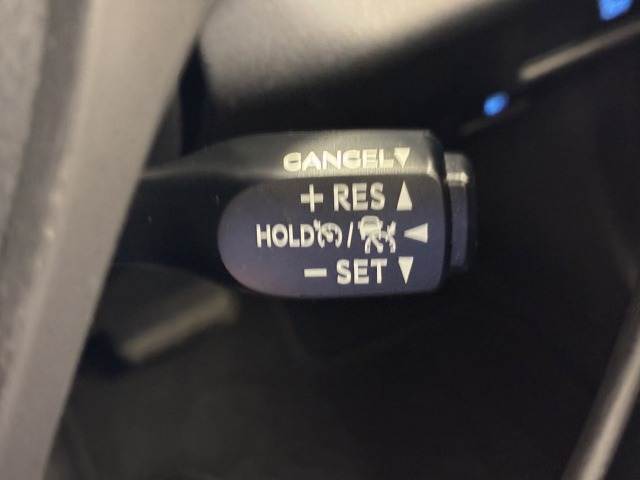 CANCEL
+ RES
HOLD /
- SET